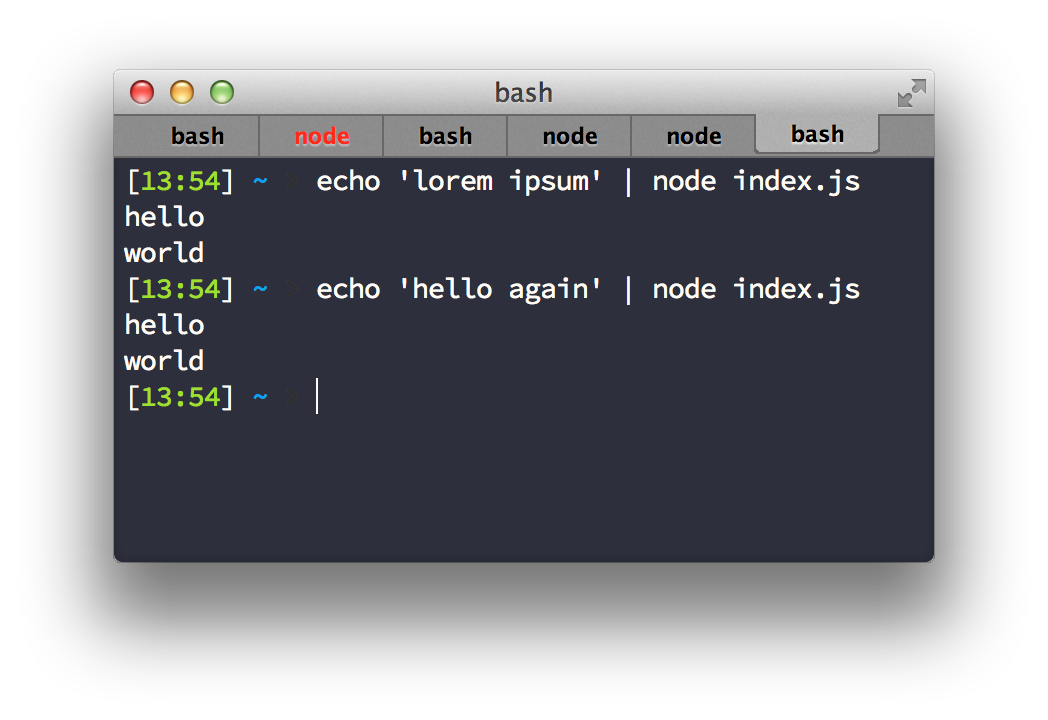 bash
bash node bash node node bash
[13:54] ~ » echo 'lorem ipsum' | node index.js
hello
world
[13:54] ~ » echo 'hello again' | node index.js
hello
world
[13:54] ~ »